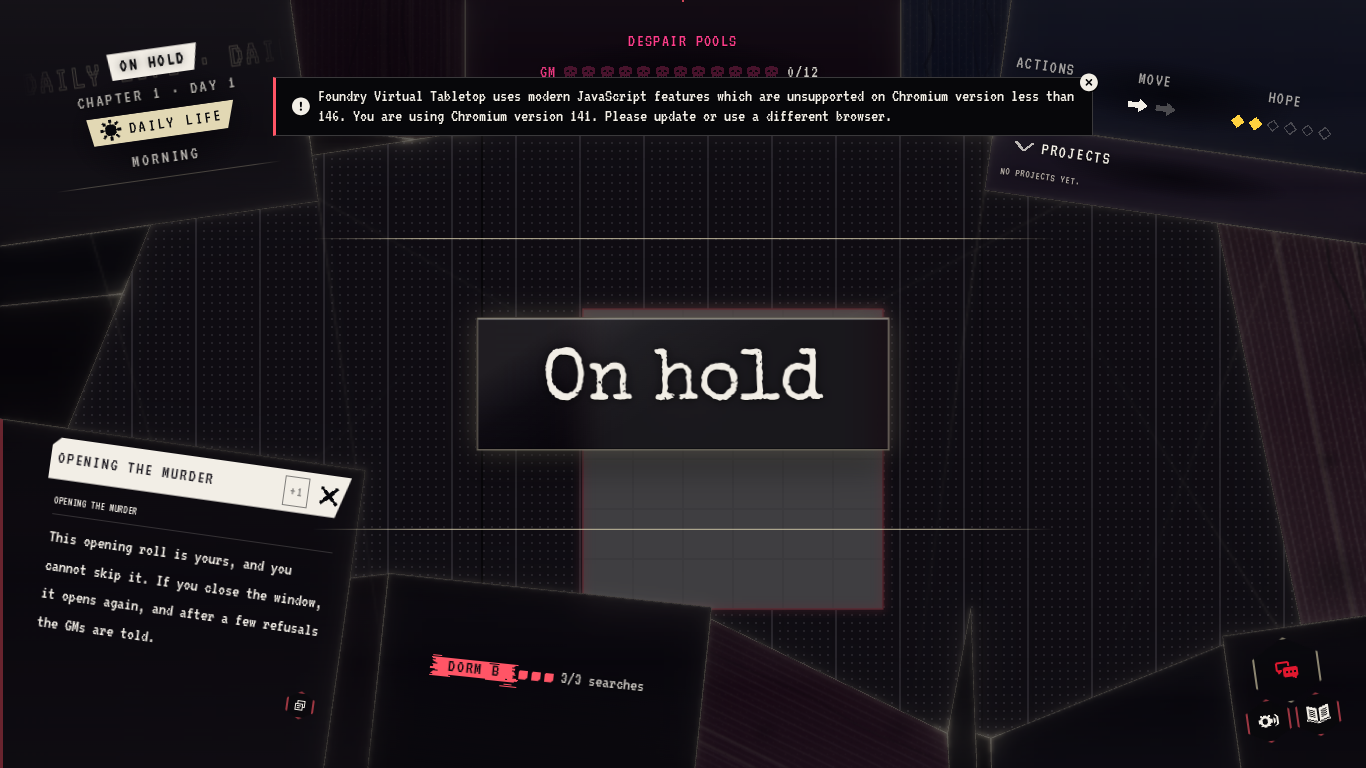 ON HOLD
DAILY
DAI
CHAPTER 1 · DAY 1
DAILY LIFE
MORNING
DESPAIR POOLS
GM 0/12
Foundry Virtual Tabletop uses modern JavaScript features which are unsupported on Chromium version less than
146. You are using Chromium version 141. Please update or use a different browser.
ACTIONS
MOVE
HOPE
PROJECTS
NO PROJECTS YET.
On hold
OPENING THE MURDER
+1
OPENING THE MURDER
This opening roll is yours, and you
cannot skip it. If you close the window,
it opens again, and after a few refusals
the GMs are told.
DORM B
3/3 searches